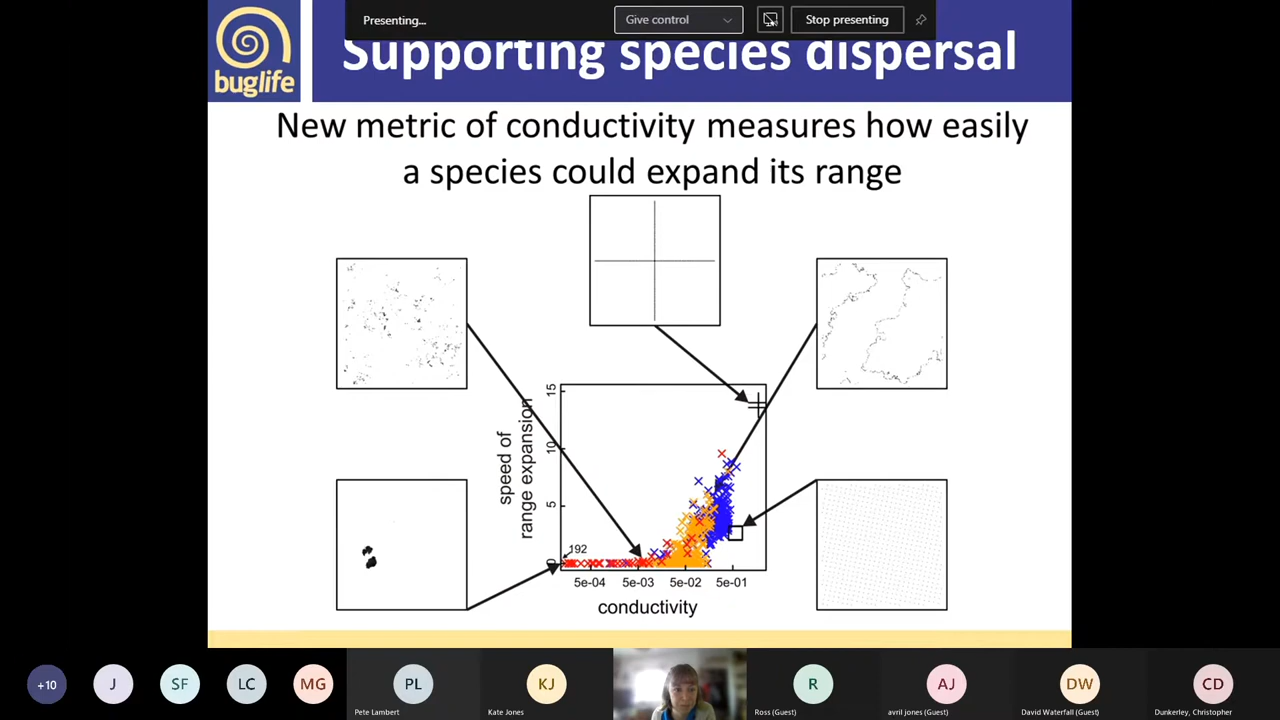 Presenting...
Give control
Stop presenting
buglife
Supporting species dispersal
New metric of conductivity measures how easily
a species could expand its range
speed of
range expansion
15
10
5
0
192
5e-04
5e-03
5e-02
5e-01
conductivity
+10
J
SF
LC
MG
PL
KJ
R
AJ
DW
CD
Pete Lambert
Kate Jones
Ross (Guest)
avril jones (Guest)
David Waterfall (Guest)
Dunkerley, Christopher